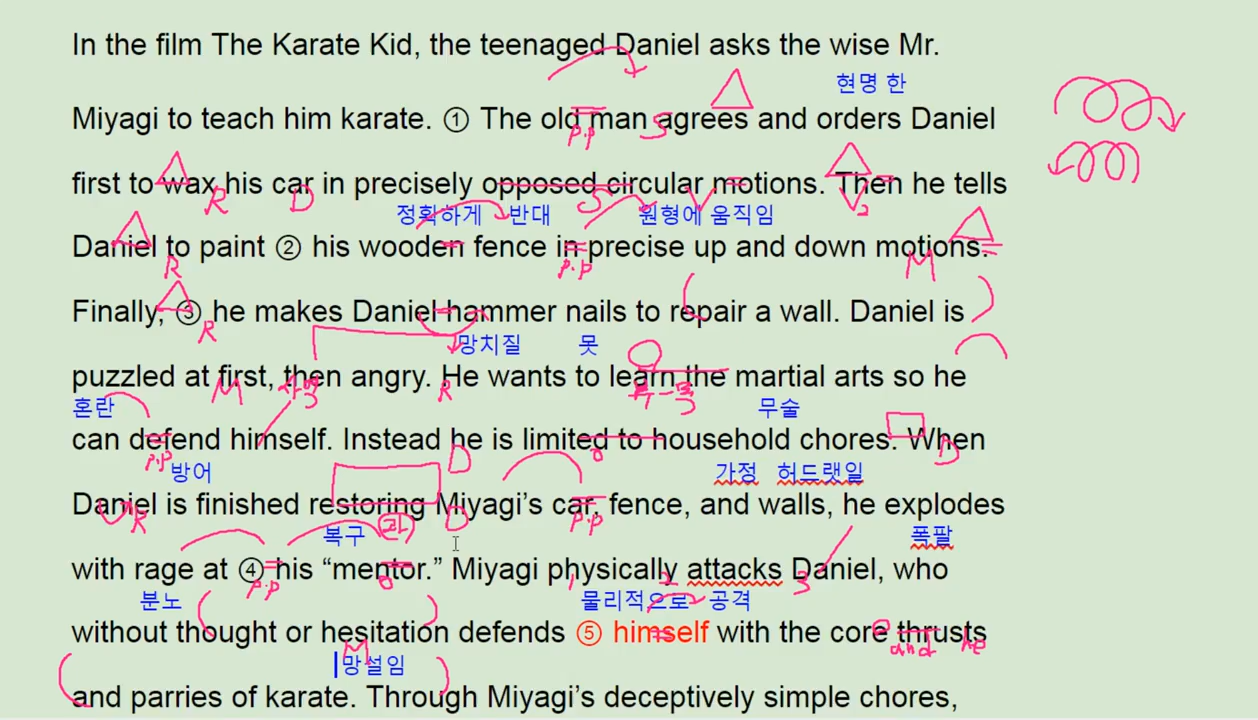 In the film The Karate Kid, the teenaged Daniel asks the wise Mr.
현명 한
Miyagi to teach him karate. ① The old man agrees and orders Daniel
p.p S
first to wax his car in precisely opposed circular motions. Then he tells
R D S V 2
정확하게 반대 원형에 움직임
Daniel to paint ② his wooden fence in precise up and down motions.
R p.p M
Finally, ③ he makes Daniel hammer nails to repair a wall. Daniel is
R
망치질 못
puzzled at first, then angry. He wants to learn the martial arts so he
M R
혼란 무술
can defend himself. Instead he is limited to household chores. When
p.p D D
방어 가정 허드랫일
Daniel is finished restoring Miyagi's car, fence, and walls, he explodes
R D p.p
복구 폭팔
with rage at ④ his “mentor.” Miyagi physically attacks Daniel, who
p.p 1 2 3
분노 물리적으로 공격
without thought or hesitation defends ⑤ himself with the core thrusts
M and
망설임
and parries of karate. Through Miyagi's deceptively simple chores,